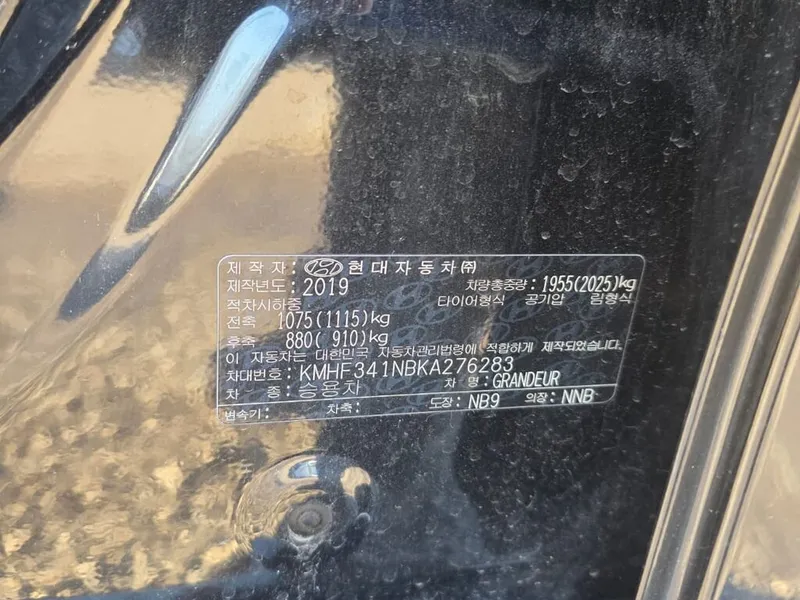 제 작 자 : 현대자동차㈜
제작년도 : 2019 차량총중량 : 1955(2025)kg
적차시하중 타이어형식 공기압 림형식
전축 1075(1115)kg
후축 880( 910)kg
이 자동차는 대한민국 자동차관리법령에 적합하게 제작되었습니다.
차대번호 : KMHF341NBKA276283
차 종 : 승용차 차 명 : GRANDEUR
변속기 : 차축 : 도장 : NB9 의장 : NNB